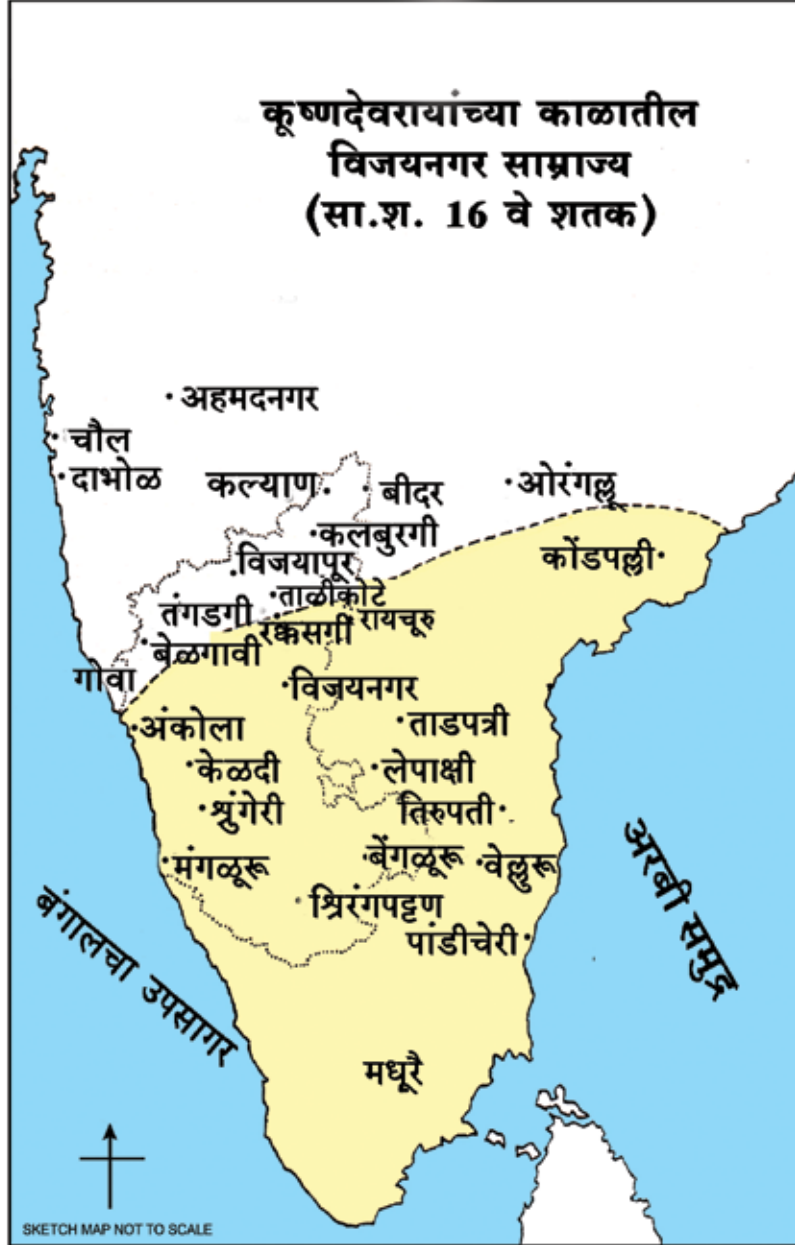 कृष्णदेवरायांच्या काळातील
विजयनगर साम्राज्य
(सा.श. 16 वे शतक)
अहमदनगर
चौल
दाभोळ
कल्याण
बीदर
ओरंगल्लू
कलबुरगी
कोंडपल्ली
विजयापूर
ताळीकोटे
तंगडगी
रक्कसगी
रायचूरु
बेळगावी
गोवा
विजयनगर
अंकोला
ताडपत्री
केळदी
लेपाक्षी
श्रुंगेरी
तिरुपती
मंगळूरू
बेंगळूरू
वेल्लुरू
श्रिरंगपट्टण
पांडीचेरी
बंगालचा उपसागर
अरबी समुद्र
मधूरै
SKETCH MAP NOT TO SCALE